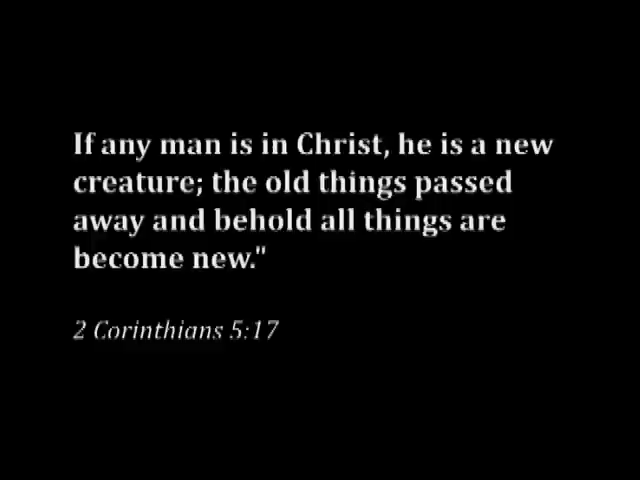 If any man is in Christ, he is a new
creature; the old things passed
away and behold all things are
become new."
2 Corinthians 5:17